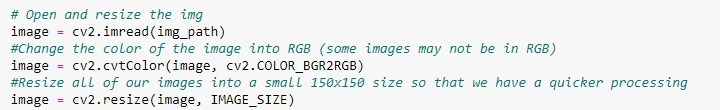 # Open and resize the img
image = cv2.imread(img_path)
#Change the color of the image into RGB (some images may not be in RGB)
image = cv2.cvtColor(image, cv2.COLOR_BGR2RGB)
#Resize all of our images into a small 150x150 size so that we have a quicker processing
image = cv2.resize(image, IMAGE_SIZE)